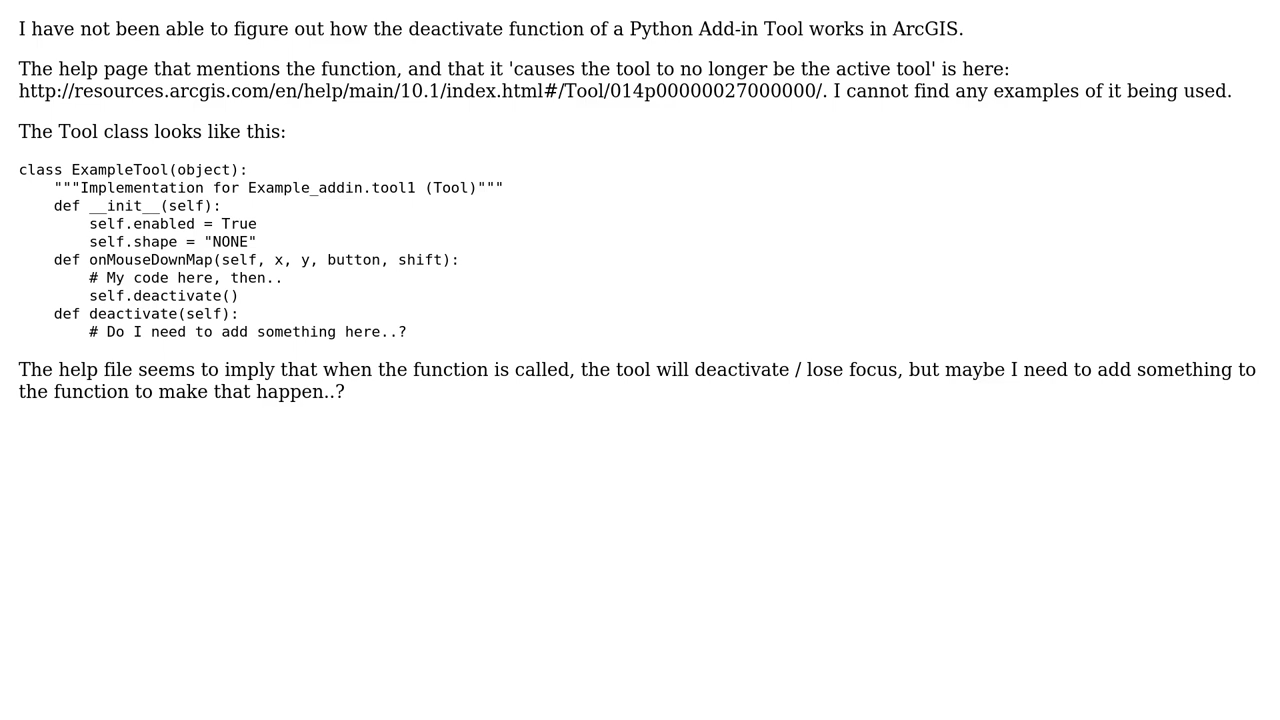 I have not been able to figure out how the deactivate function of a Python Add-in Tool works in ArcGIS.
The help page that mentions the function, and that it 'causes the tool to no longer be the active tool' is here:
http://resources.arcgis.com/en/help/main/10.1/index.html#/Tool/014p00000027000000/. I cannot find any examples of it being used.
The Tool class looks like this:
class ExampleTool(object):
    """Implementation for Example_addin.tool1 (Tool)"""
    def __init__(self):
        self.enabled = True
        self.shape = "NONE"
    def onMouseDownMap(self, x, y, button, shift):
        # My code here, then..
        self.deactivate()
    def deactivate(self):
        # Do I need to add something here..?
The help file seems to imply that when the function is called, the tool will deactivate / lose focus, but maybe I need to add something to
the function to make that happen..?